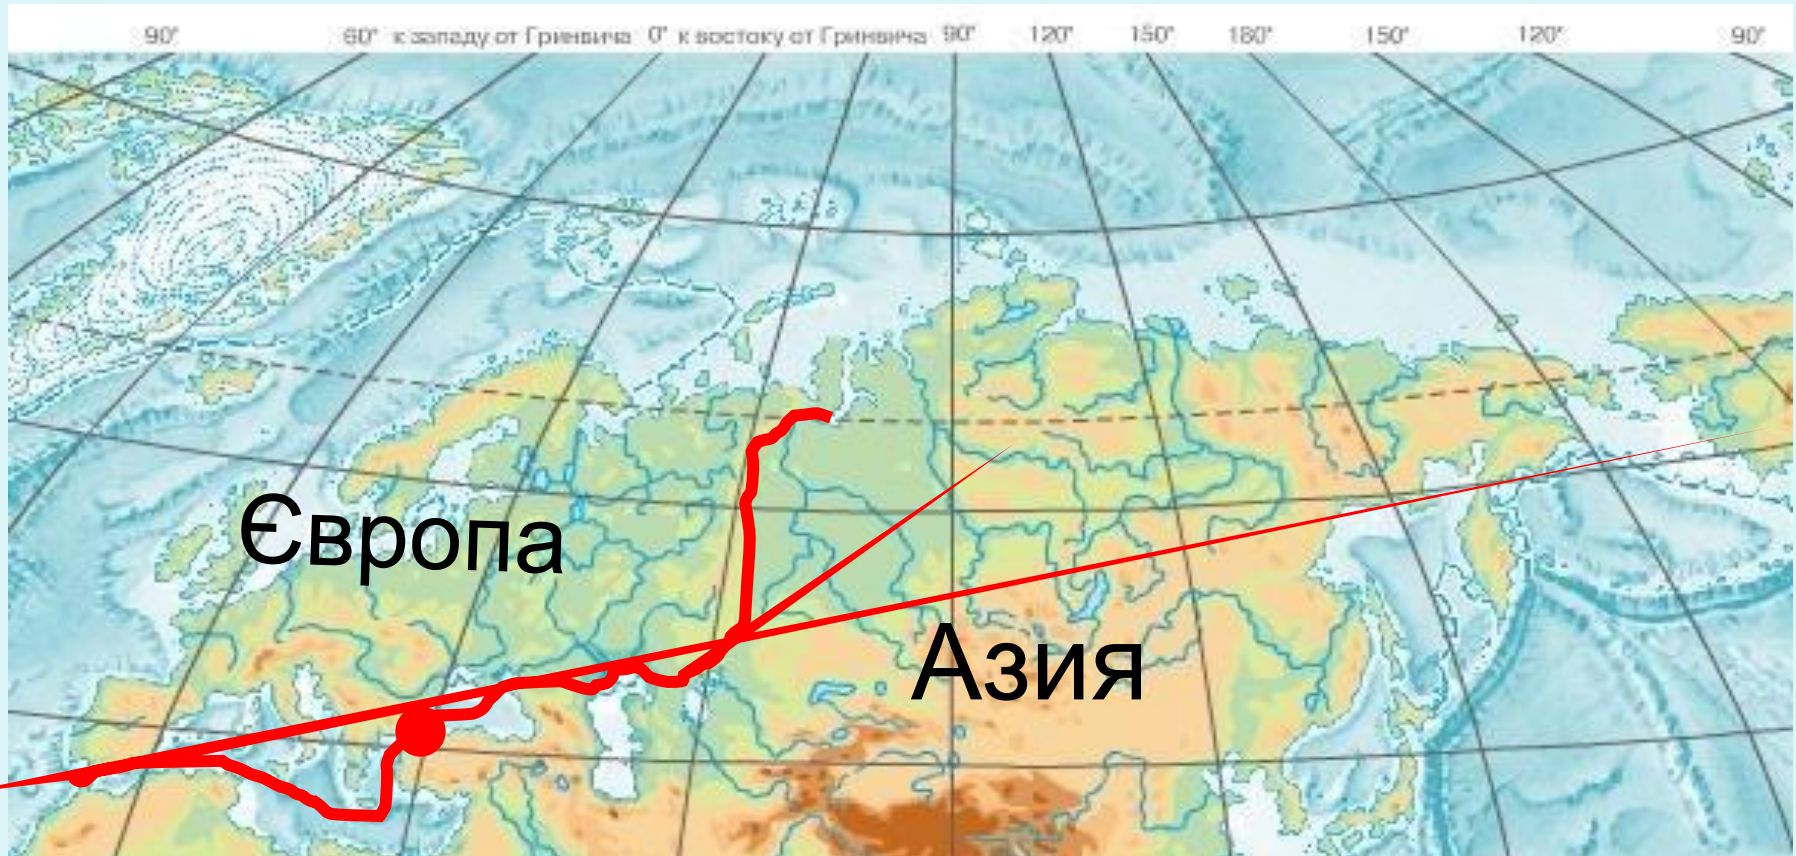 90° 60° к западу от Гринвича 0° к востоку от Гринвича 90° 120° 150° 180° 150° 120° 90°
Європа
Азия